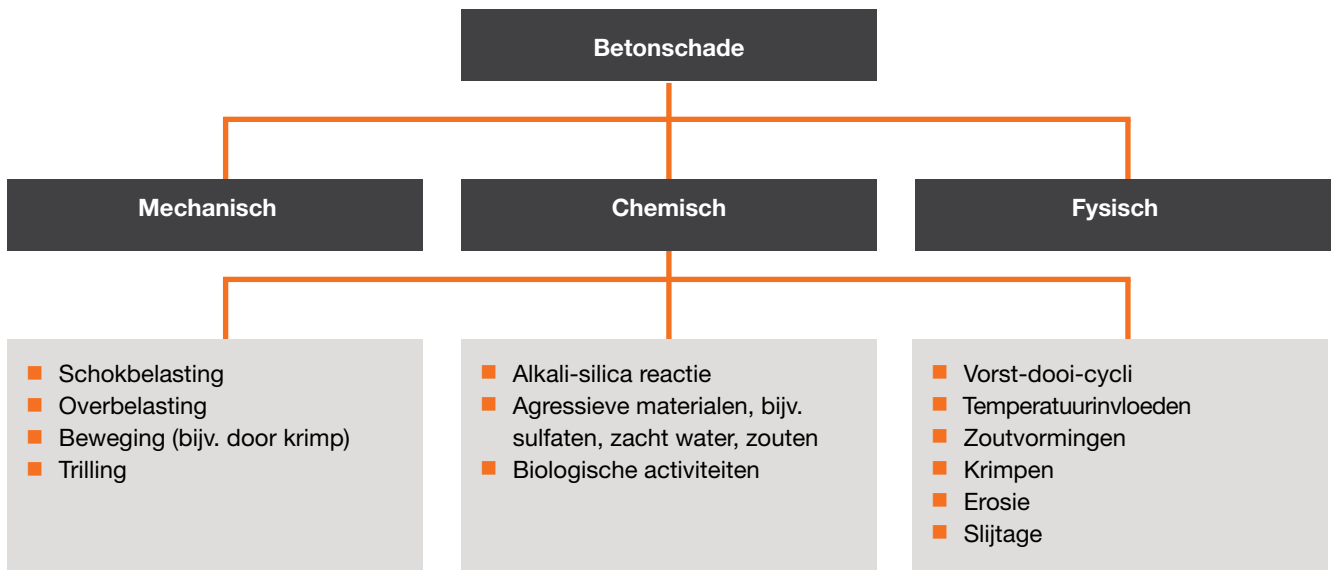 Betonschade
Mechanisch
Chemisch
Fysisch
Schokbelasting
Overbelasting
Beweging (bijv. door krimp)
Trilling
Alkali-silica reactie
Agressieve materialen, bijv.
sulfaten, zacht water, zouten
Biologische activiteiten
Vorst-dooi-cycli
Temperatuurinvloeden
Zoutvormingen
Krimpen
Erosie
Slijtage